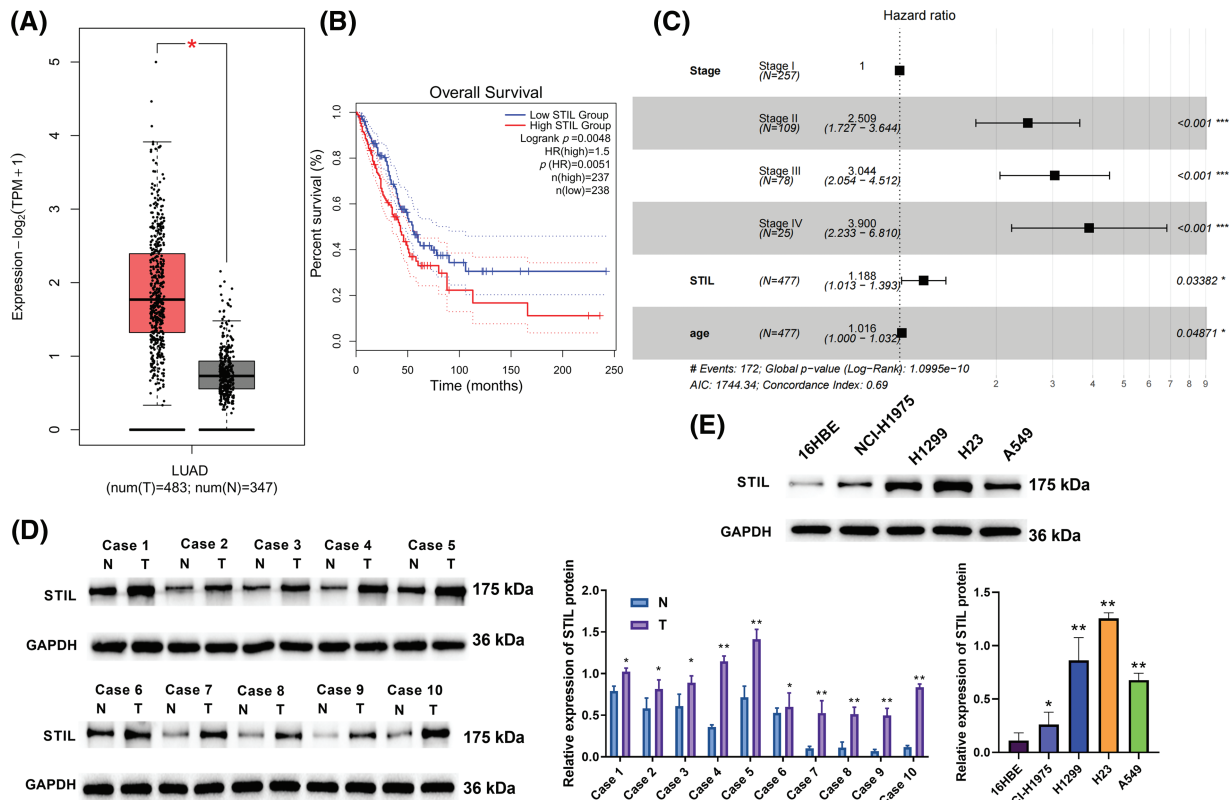 (A)
*
Expression – log2(TPM + 1)
5
4
3
2
1
0
LUAD
(num(T)=483; num(N)=347)
(B)
Overall Survival
Low STIL Group
High STIL Group
Logrank p =0.0048
HR(high)=1.5
p (HR)=0.0051
n(high)=237
n(low)=238
Percent survival (%)
1.0
0.8
0.6
0.4
0.2
0.0
0 50 100 150 200 250
Time (months)
(C)
Hazard ratio
Stage
Stage I
(N=257)
1
Stage II
(N=109)
2.509
(1.727 – 3.644)
<0.001 ***
Stage III
(N=78)
3.044
(2.054 – 4.512)
<0.001 ***
Stage IV
(N=25)
3.900
(2.233 – 6.810)
<0.001 ***
STIL
(N=477)
1.188
(1.013 – 1.393)
0.03382 *
age
(N=477)
1.016
(1.000 – 1.032)
0.04871 *
# Events: 172; Global p-value (Log-Rank): 1.0995e-10
AIC: 1744.34; Concordance Index: 0.69
2 3 4 5 6 7 8 9
(D)
Case 1 Case 2 Case 3 Case 4 Case 5
N T N T N T N T N T
STIL 175 kDa
GAPDH 36 kDa
Case 6 Case 7 Case 8 Case 9 Case 10
N T N T N T N T N T
STIL 175 kDa
GAPDH 36 kDa
Relative expression of STIL protein
2.0
1.5
1.0
0.5
0.0
N
T
* * * ** ** * ** ** ** **
Case 1 Case 2 Case 3 Case 4 Case 5 Case 6 Case 7 Case 8 Case 9 Case 10
(E)
16HBE NCI-H1975 H1299 H23 A549
STIL 175 kDa
GAPDH 36 kDa
Relative expression of STIL protein
1.5
1.0
0.5
0.0
* ** ** **
16HBE CI-H1975 H1299 H23 A549